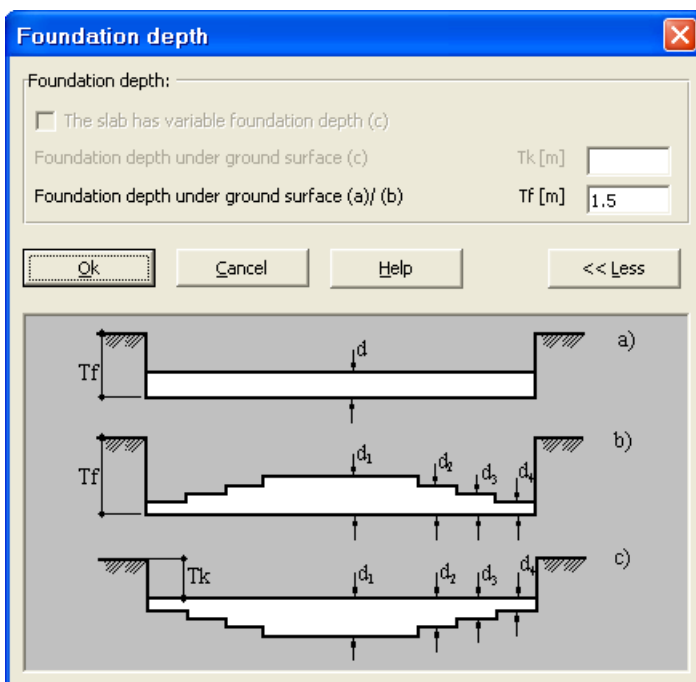 Foundation depth
Foundation depth:
The slab has variable foundation depth (c)
Foundation depth under ground surface (c) Tk [m]
Foundation depth under ground surface (a)/ (b) Tf [m] 1.5
Ok Cancel Help << Less
Tf d a)
Tf d₁ d₂ d₃ d₄ b)
Tk d₁ d₂ d₃ d₄ c)